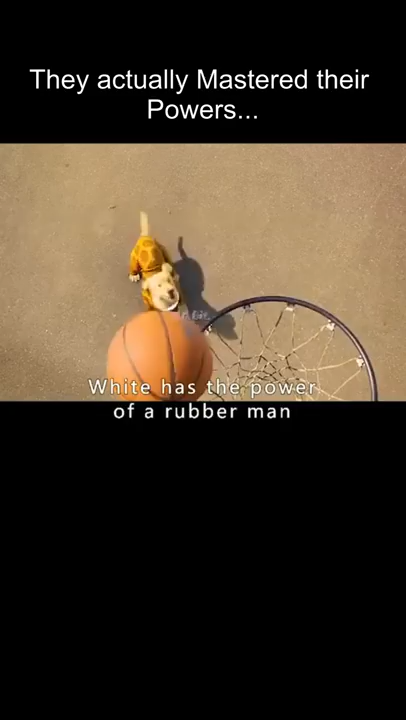 They actually Mastered their
Powers...
White has the power
of a rubber man